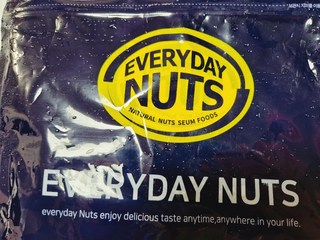 EVERYDAY
NUTS
NATURAL NUTS SEUM FOODS
EVERYDAY NUTS
everyday Nuts enjoy delicious taste anytime,anywhere in your life.